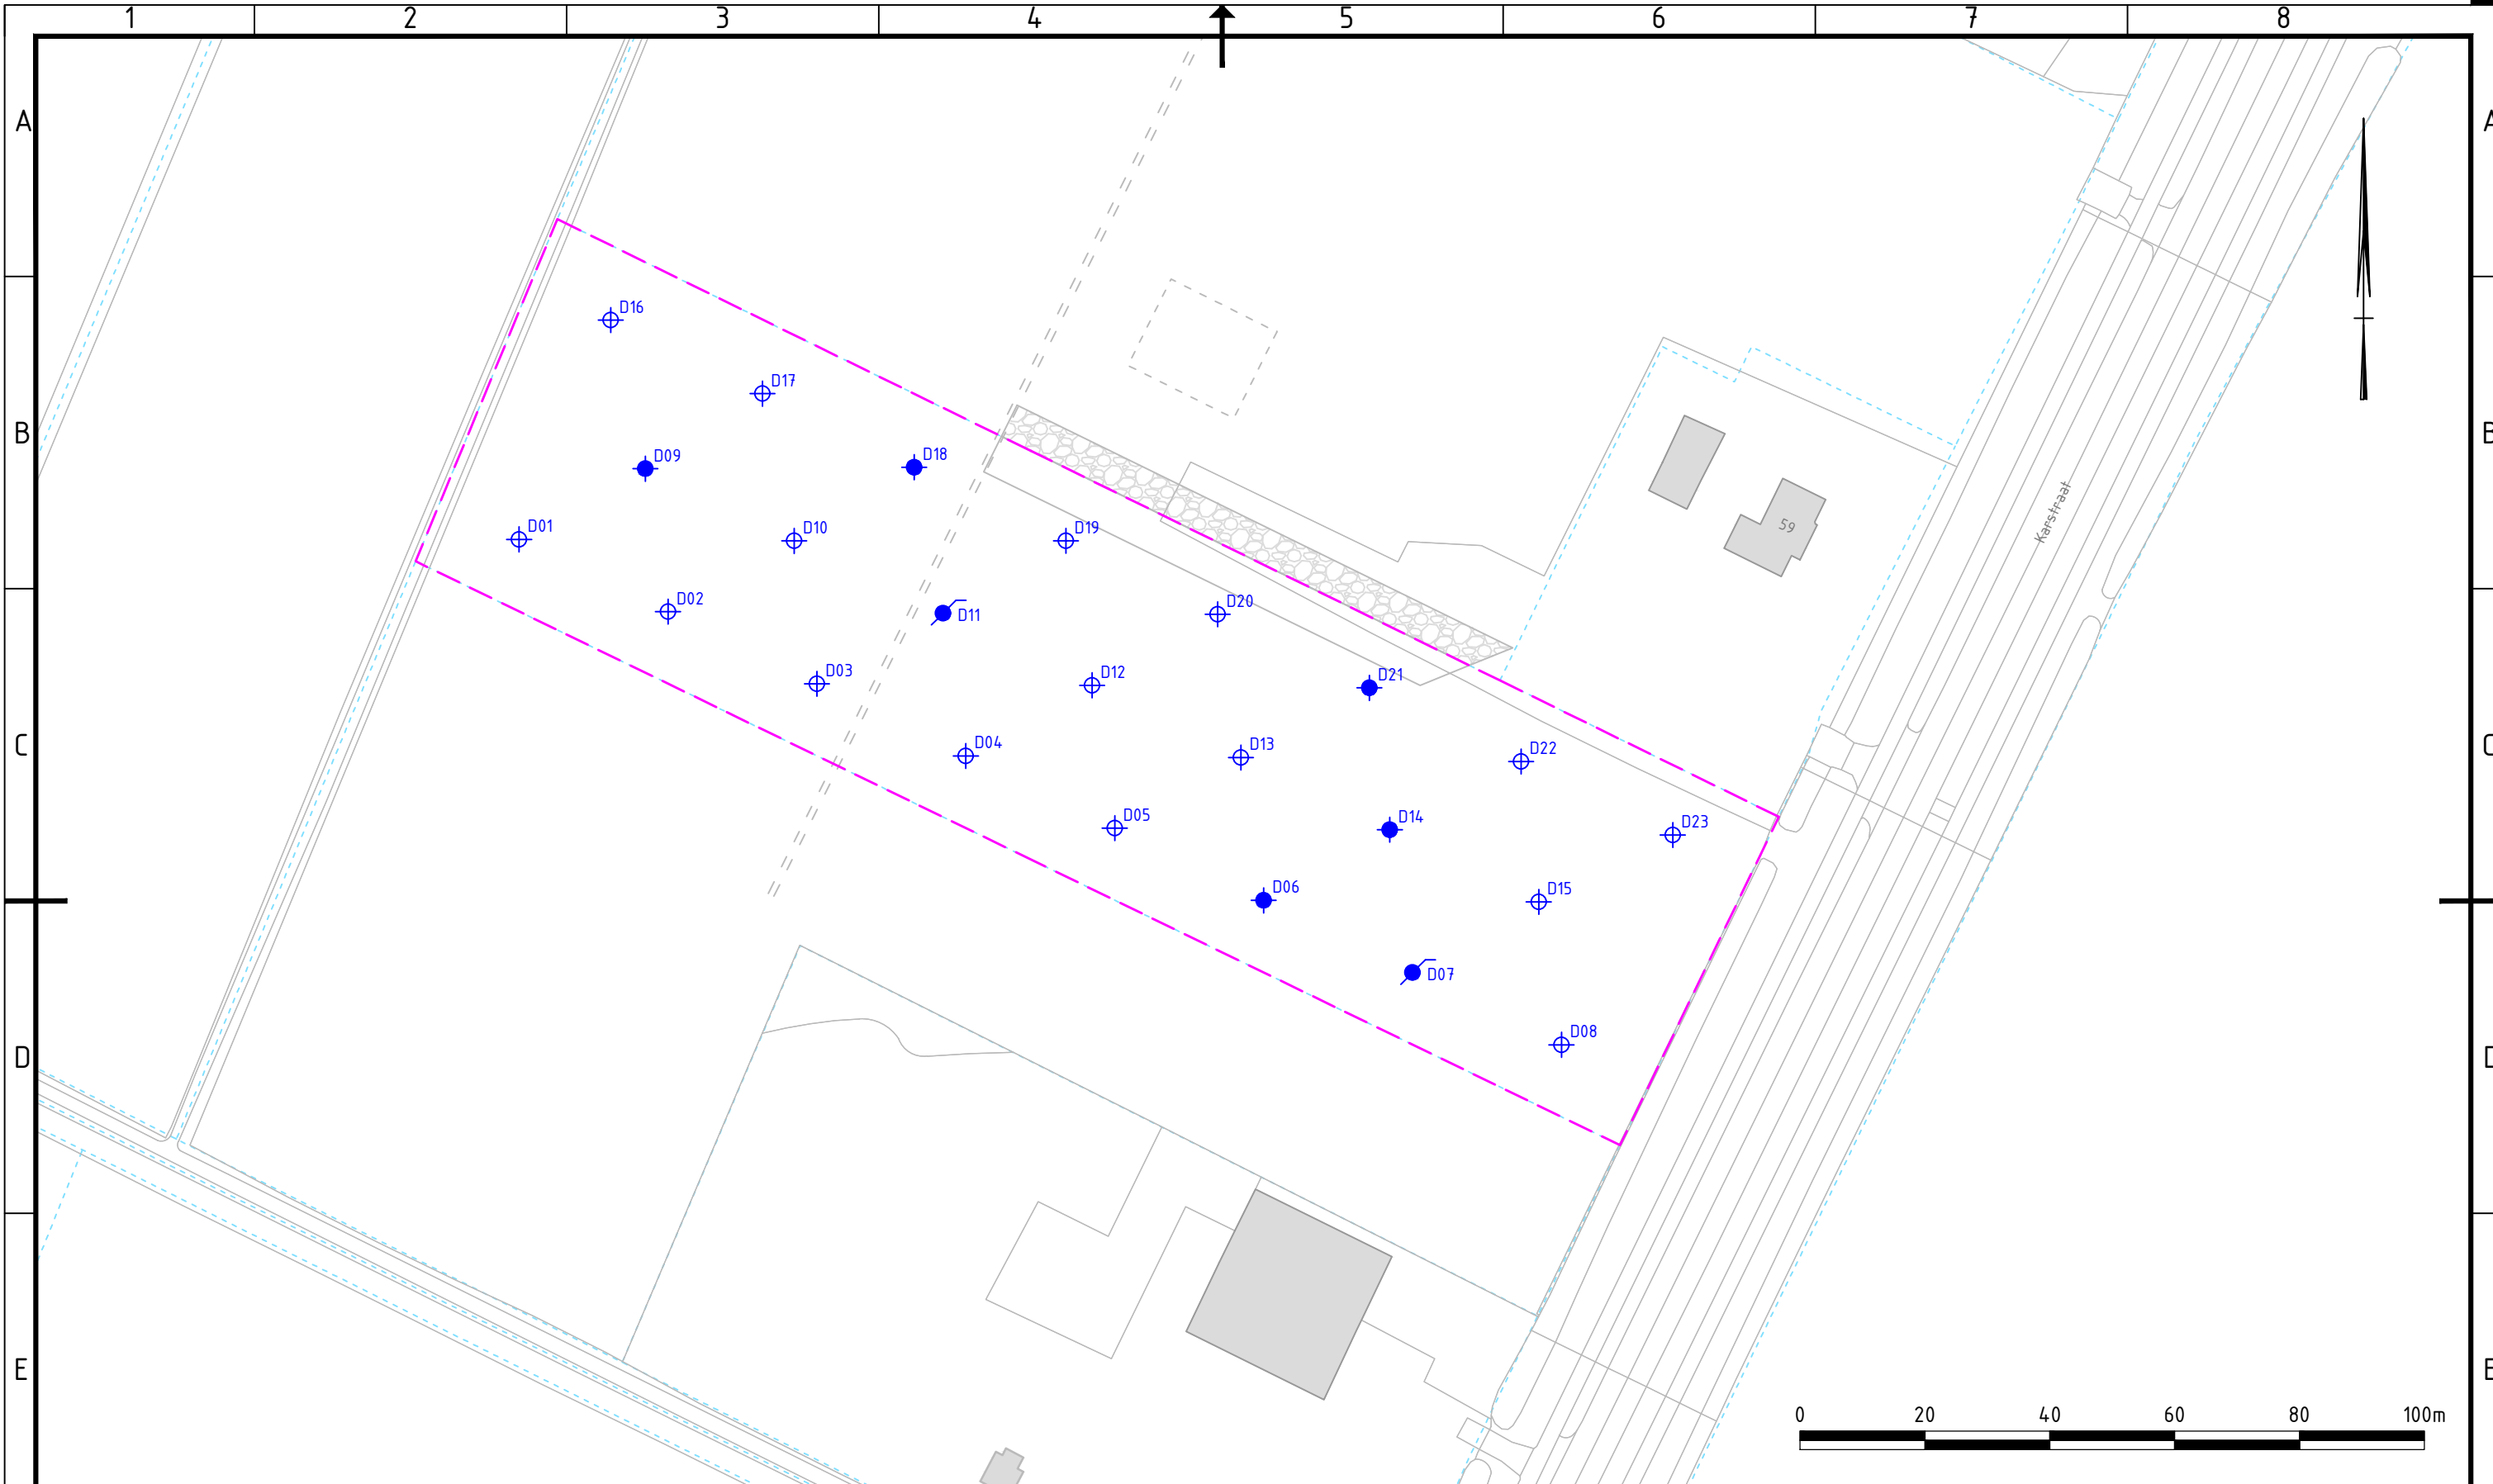 1 2 3 4 5 6 7 8
A A
D16
D17
B B
D18
D09
59
Karstraat
D01 D10 D19
D02 D11 D20
D03 D12 D21
C C
D04 D13 D22
D05 D14 D23
D06 D15
D07
D08
D D
E E
0 20 40 60 80 100m